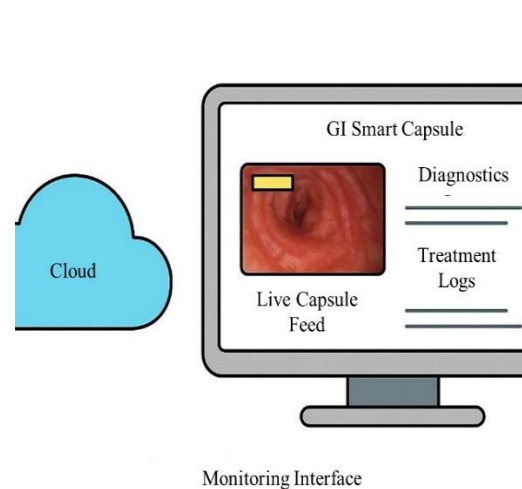 GI Smart Capsule
Diagnostics
Cloud
Live Capsule
Feed
Treatment
Logs
Monitoring Interface